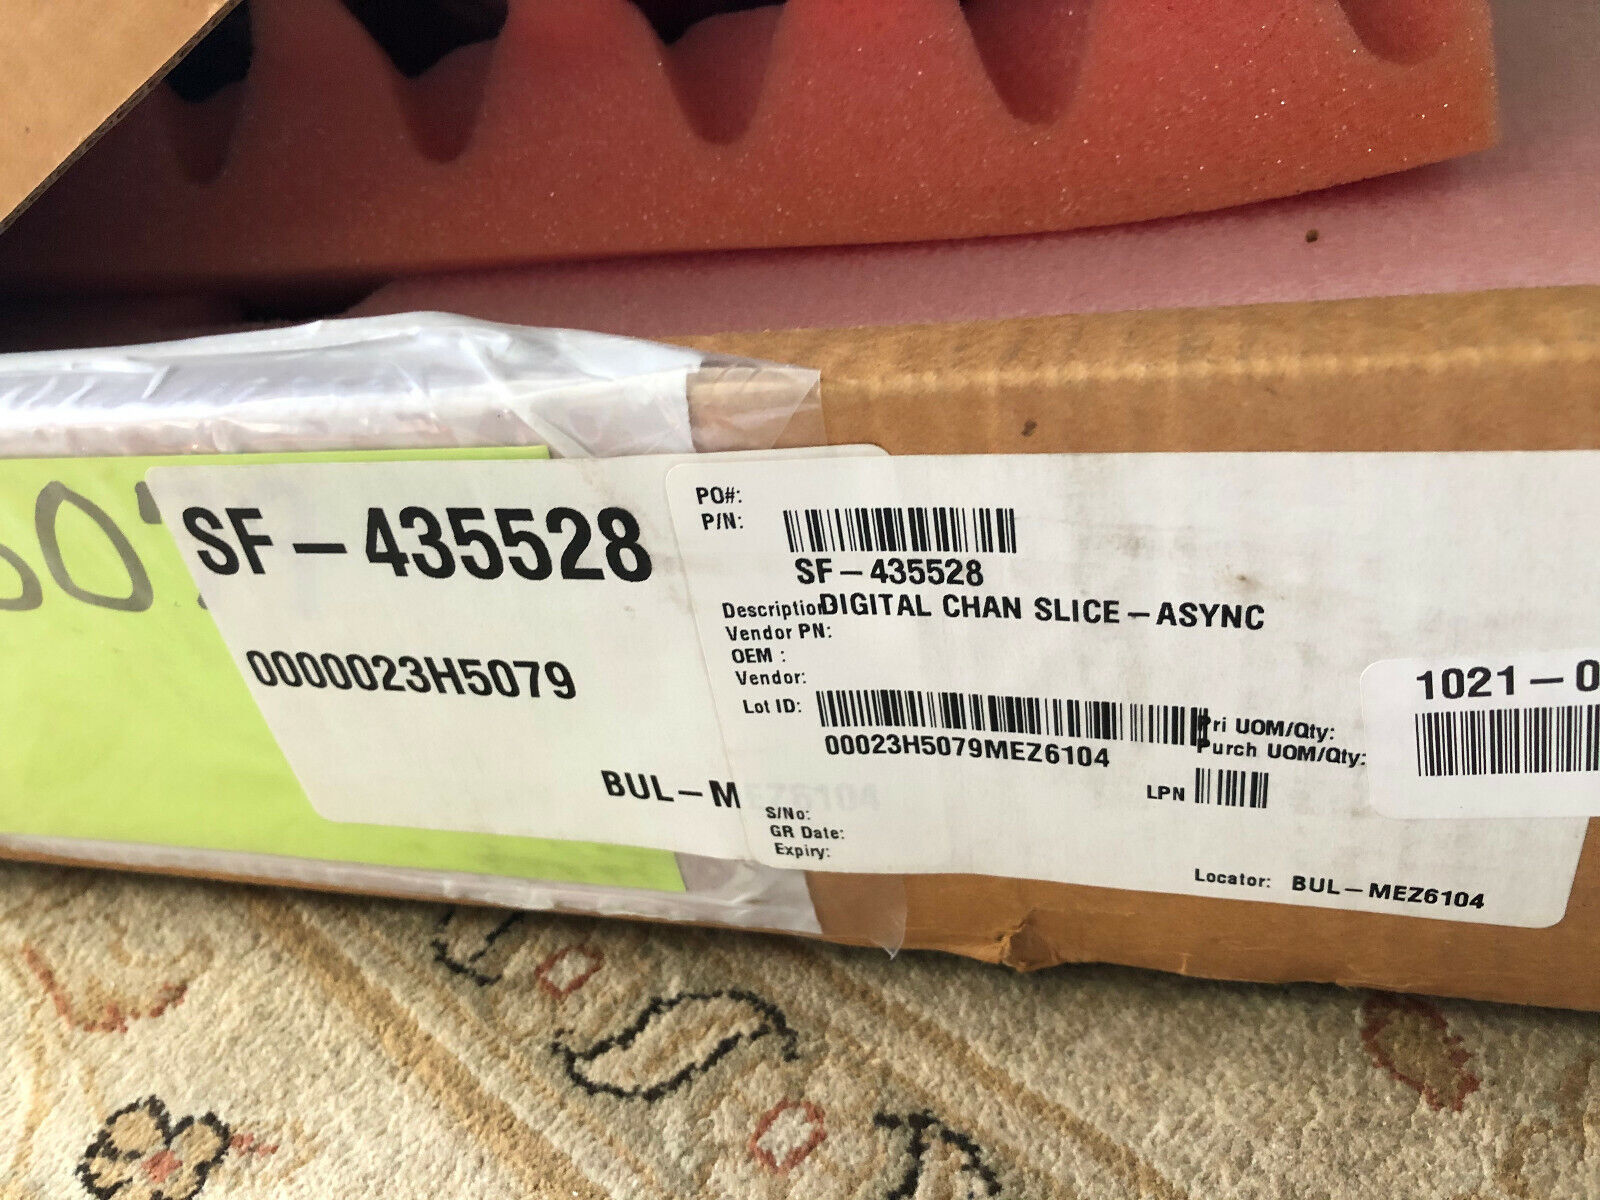 SF-435528
0000023H5079
BUL-M
PO#:
P/N:
SF-435528
Description DIGITAL CHAN SLICE-ASYNC
Vendor PN:
OEM :
Vendor:
Lot ID:
00023H5079MEZ6104
Pri UOM/Qty:
Purch UOM/Qty:
LPN
S/No:
GR Date:
Expiry:
Locator: BUL-MEZ6104
1021-0